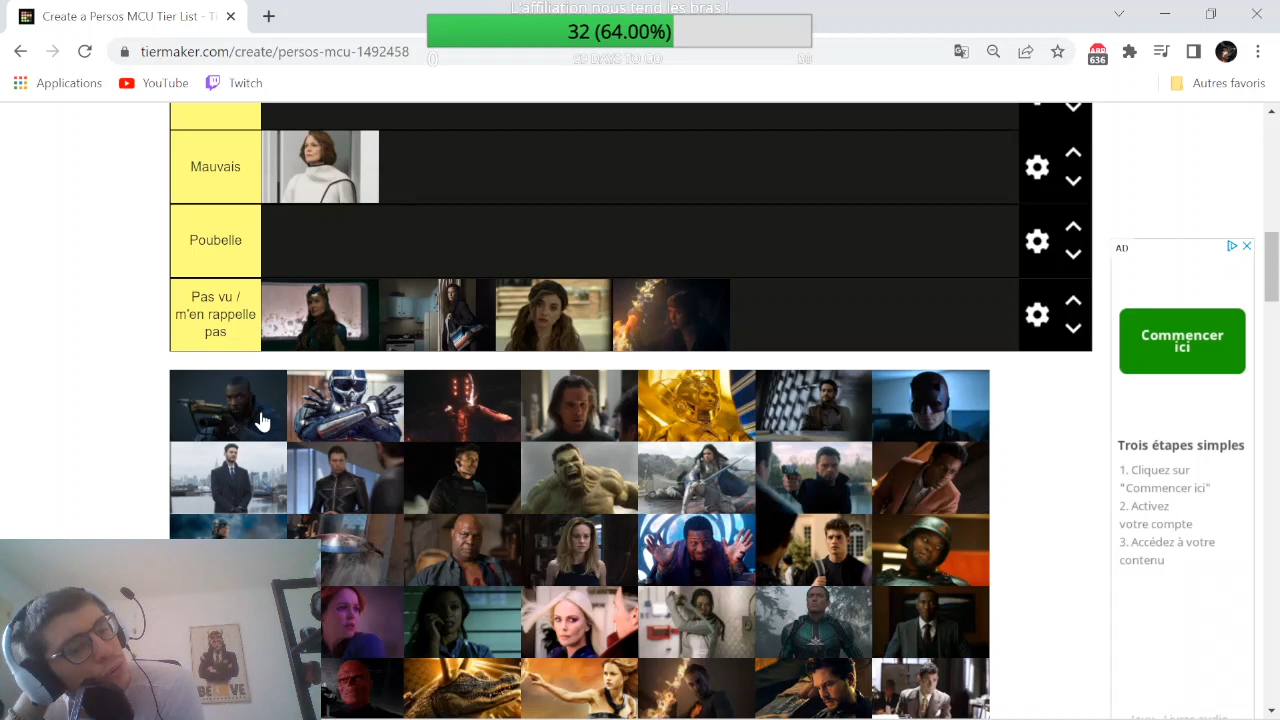 Create a Persos MCU Tier List - Ti
L'affiliation nous tend les bras !
32 (64.00%)
tiermaker.com/create/persos-mcu-1492458
636
Applications
YouTube
Twitch
Autres favoris
Mauvais
Poubelle
Pas vu /
m'en rappelle
pas
AD
Commencer
ici
Trois étapes simples
1. Cliquez sur
"Commencer ici"
2. Activez
votre compte
3. Accédez à votre
contenu